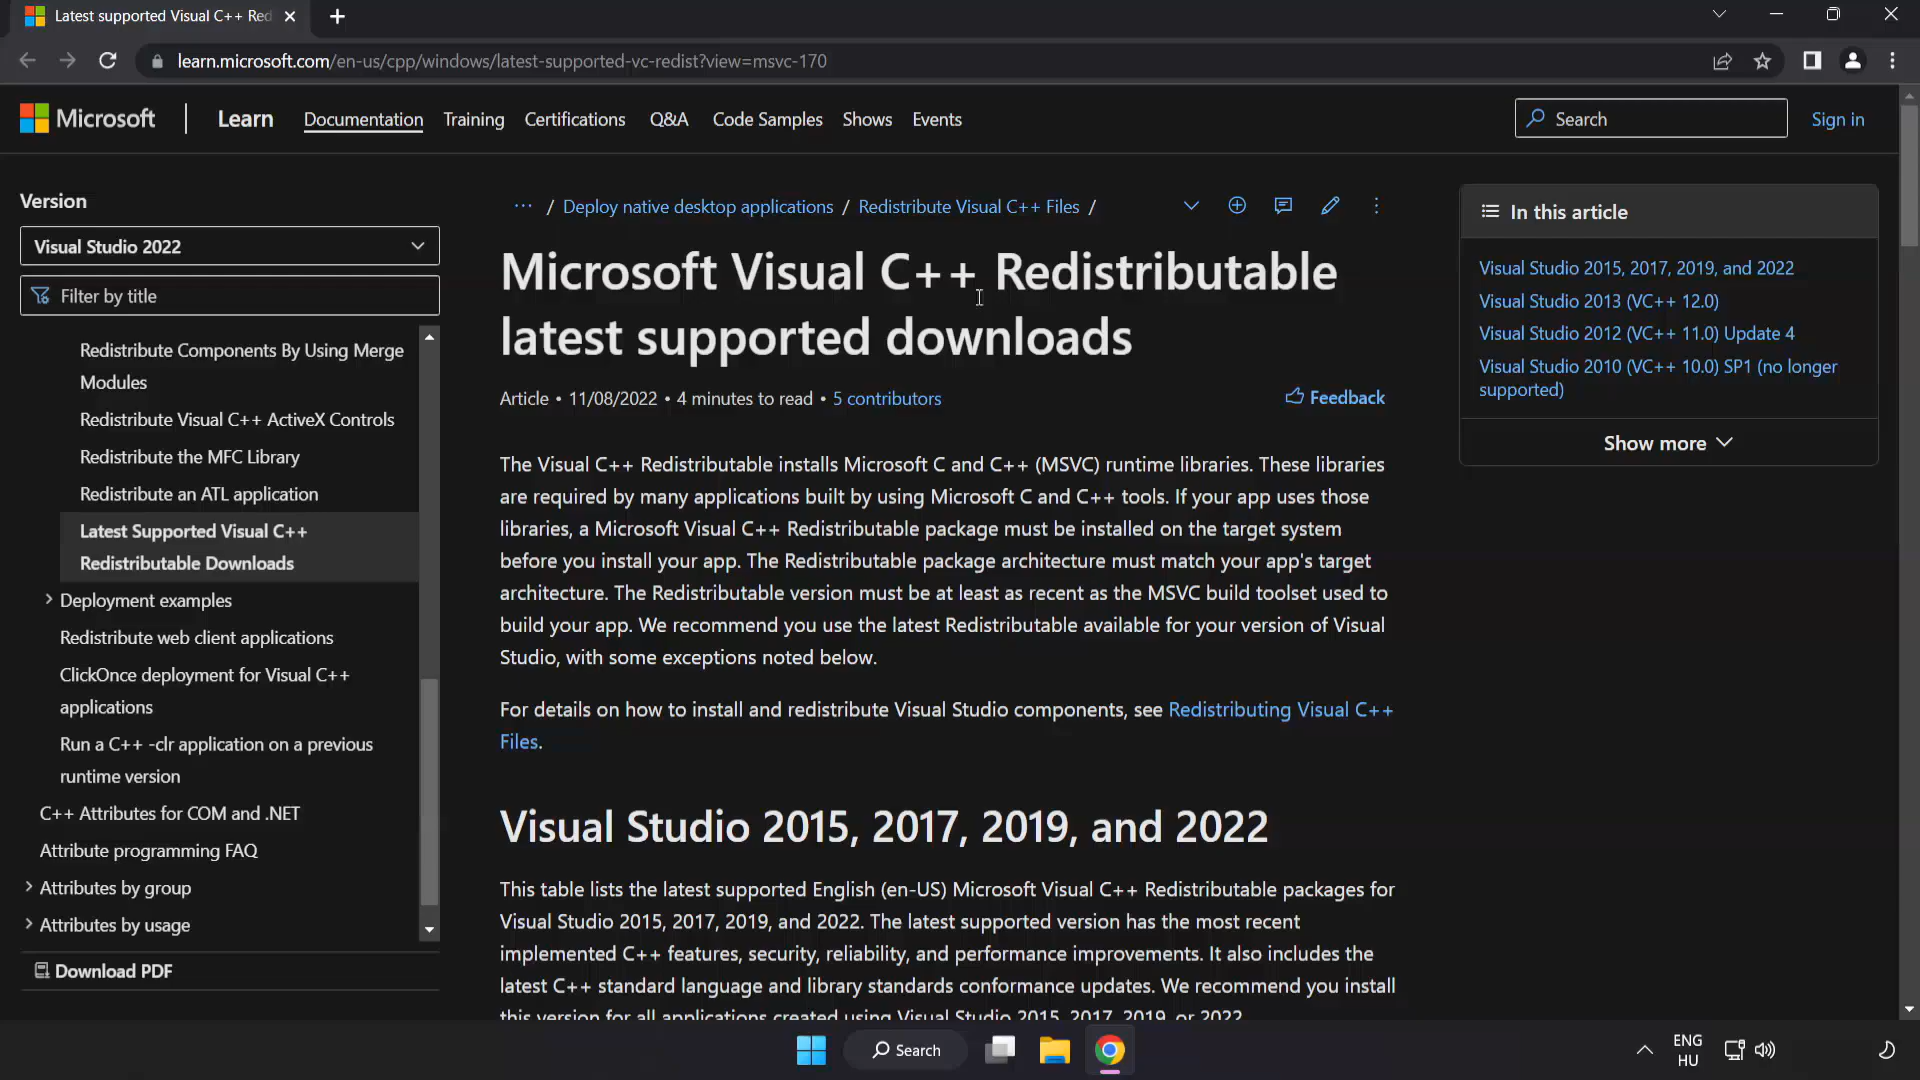 Latest supported Visual C++ Red
learn.microsoft.com/en-us/cpp/windows/latest-supported-vc-redist?view=msvc-170
Microsoft
Learn
Documentation
Training
Certifications
Q&A
Code Samples
Shows
Events
Search
Sign in
Version
Visual Studio 2022
Filter by title
Redistribute Components By Using Merge
Modules
Redistribute Visual C++ ActiveX Controls
Redistribute the MFC Library
Redistribute an ATL application
Latest Supported Visual C++
Redistributable Downloads
Deployment examples
Redistribute web client applications
ClickOnce deployment for Visual C++
applications
Run a C++ -clr application on a previous
runtime version
C++ Attributes for COM and .NET
Attribute programming FAQ
Attributes by group
Attributes by usage
Download PDF
··· / Deploy native desktop applications / Redistribute Visual C++ Files /
Microsoft Visual C++ Redistributable
latest supported downloads
Article • 11/08/2022 • 4 minutes to read • 5 contributors
Feedback
The Visual C++ Redistributable installs Microsoft C and C++ (MSVC) runtime libraries. These libraries
are required by many applications built by using Microsoft C and C++ tools. If your app uses those
libraries, a Microsoft Visual C++ Redistributable package must be installed on the target system
before you install your app. The Redistributable package architecture must match your app's target
architecture. The Redistributable version must be at least as recent as the MSVC build toolset used to
build your app. We recommend you use the latest Redistributable available for your version of Visual
Studio, with some exceptions noted below.
For details on how to install and redistribute Visual Studio components, see Redistributing Visual C++
Files.
Visual Studio 2015, 2017, 2019, and 2022
This table lists the latest supported English (en-US) Microsoft Visual C++ Redistributable packages for
Visual Studio 2015, 2017, 2019, and 2022. The latest supported version has the most recent
implemented C++ features, security, reliability, and performance improvements. It also includes the
latest C++ standard language and library standards conformance updates. We recommend you install
this version for all applications created using Visual Studio 2015, 2017, 2019, or 2022.
In this article
Visual Studio 2015, 2017, 2019, and 2022
Visual Studio 2013 (VC++ 12.0)
Visual Studio 2012 (VC++ 11.0) Update 4
Visual Studio 2010 (VC++ 10.0) SP1 (no longer
supported)
Show more
Search
ENG
HU